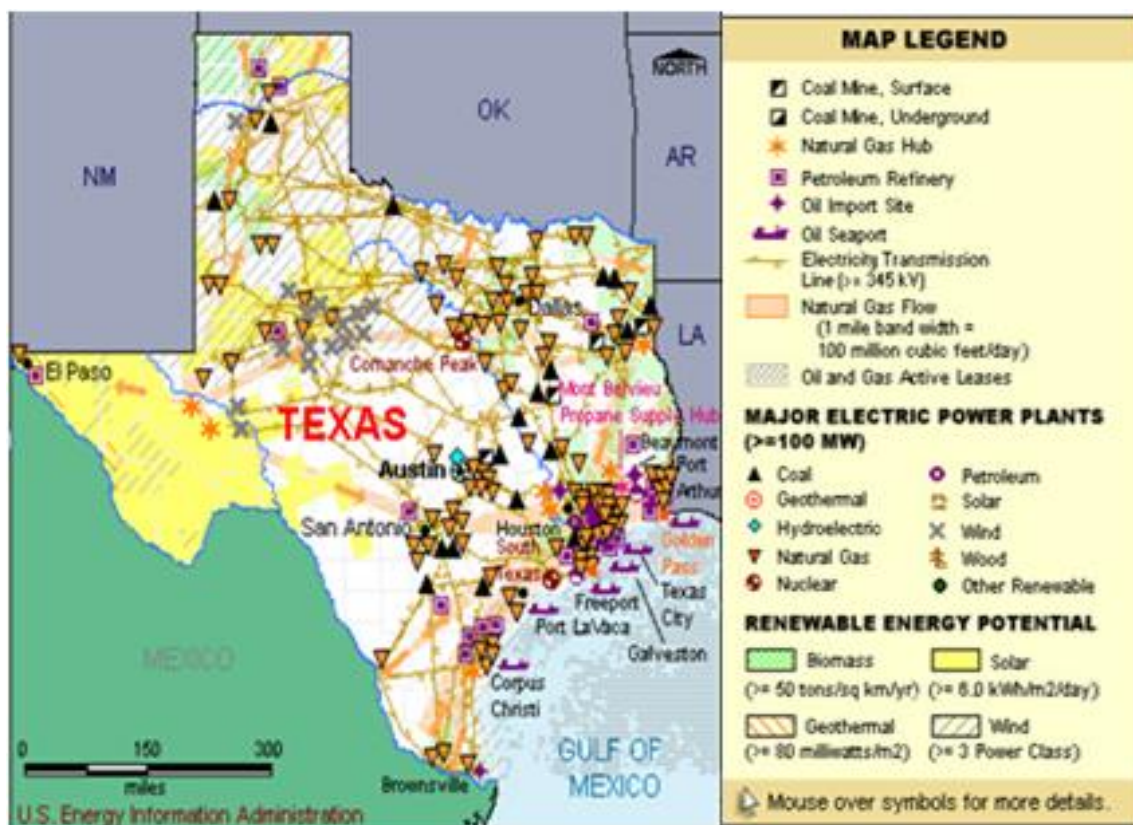 NM
OK
NORTH
AR
LA
Dallas
Comanche Peak
El Paso
TEXAS
Mont Belvieu
Propane Supply Hub
Beaumont
Port
Arthur
Austin
San Antonio
Houston
South
Texas
Golden
Pass
Texas
City
Freeport
Port LaVaca
Galveston
MEXICO
Corpus
Christi
GULF OF
MEXICO
Brownsville
0 150 300
miles
U.S. Energy Information Administration
MAP LEGEND
Coal Mine, Surface
Coal Mine, Underground
Natural Gas Hub
Petroleum Refinery
Oil Import Site
Oil Seaport
Electricity Transmission
Line (>= 345 kV)
Natural Gas Flow
(1 mile band width =
100 million cubic feet/day)
Oil and Gas Active Leases
MAJOR ELECTRIC POWER PLANTS
(>=100 MW)
Coal Petroleum
Geothermal Solar
Hydroelectric Wind
Natural Gas Wood
Nuclear Other Renewable
RENEWABLE ENERGY POTENTIAL
Biomass Solar
(>= 50 tons/sq km/yr) (>= 6.0 kWh/m2/day)
Geothermal Wind
(>= 80 milliwatts/m2) (>= 3 Power Class)
Mouse over symbols for more details.